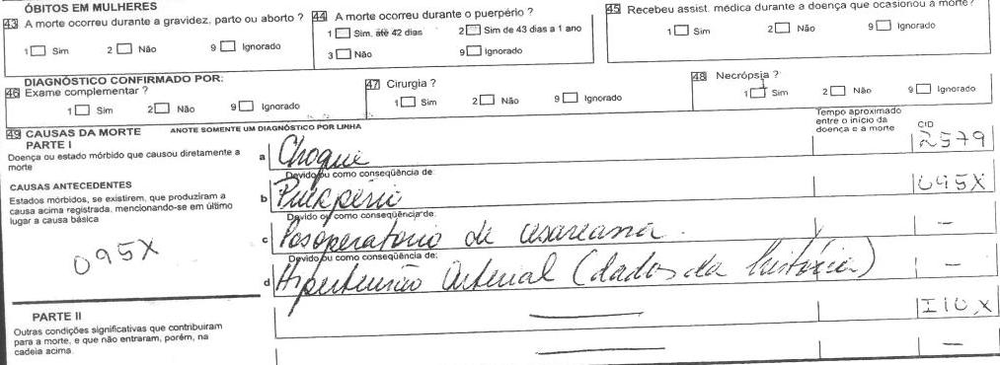 ÓBITOS EM MULHERES
43 A morte ocorreu durante a gravidez, parto ou aborto ?
1 Sim 2 Não 9 Ignorado
44 A morte ocorreu durante o puerpério ?
1 Sim, até 42 dias 2 Sim de 43 dias a 1 ano
3 Não 9 Ignorado
45 Recebeu assist. médica durante a doença que ocasionou a morte?
1 Sim 2 Não 9 Ignorado
DIAGNÓSTICO CONFIRMADO POR:
46 Exame complementar ?
1 Sim 2 Não 9 Ignorado
47 Cirurgia ?
1 Sim 2 Não 9 Ignorado
48 Necrópsia ?
1 Sim 2 Não 9 Ignorado
49 CAUSAS DA MORTE ANOTE SOMENTE UM DIAGNÓSTICO POR LINHA
Tempo aproximado
entre o início da
doença e a morte
CID
PARTE I
Doença ou estado mórbido que causou diretamente a
morte
a Choque 2579
Devido ou como conseqüência de:
CAUSAS ANTECEDENTES
Estados mórbidos, se existirem, que produziram a
causa acima registrada, mencionando-se em último
lugar a causa básica
b Puerpério 095X
Devido ou como conseqüência de:
c Posoperatorio de cesareana. –
Devido ou como conseqüência de:
095X
d Hipertensão Arterial (dados da história) –
PARTE II
Outras condições significativas que contribuiram
para a morte, e que não entraram, porém, na
cadeia acima.
— I10X
— –